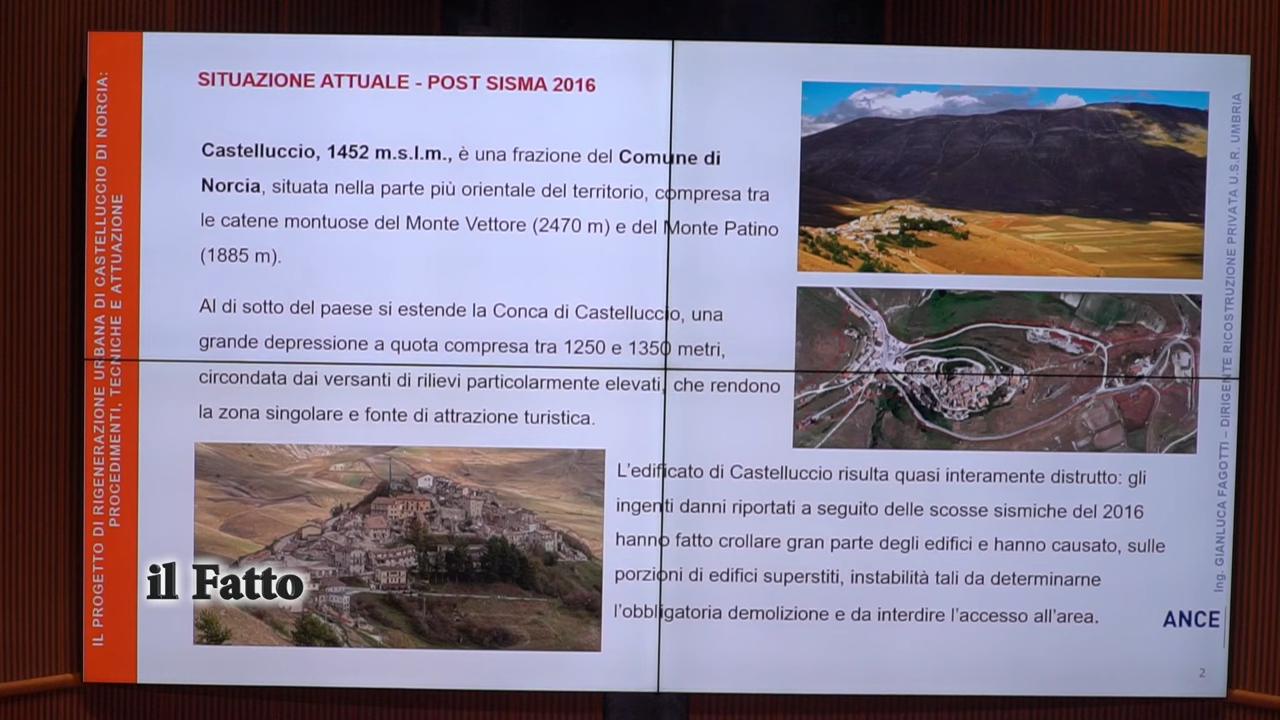 IL PROGETTO DI RIGENERAZIONE URBANA DI CASTELLUCCIO DI NORCIA:
PROCEDIMENTI, TECNICHE E ATTUAZIONE
SITUAZIONE ATTUALE - POST SISMA 2016
Castelluccio, 1452 m.s.l.m., è una frazione del Comune di
Norcia, situata nella parte più orientale del territorio, compresa tra
le catene montuose del Monte Vettore (2470 m) e del Monte Patino
(1885 m).
Al di sotto del paese si estende la Conca di Castelluccio, una
grande depressione a quota compresa tra 1250 e 1350 metri,
circondata dai versanti di rilievi particolarmente elevati, che rendono
la zona singolare e fonte di attrazione turistica.
L'edificato di Castelluccio risulta quasi interamente distrutto: gli
ingenti danni riportati a seguito delle scosse sismiche del 2016
hanno fatto crollare gran parte degli edifici e hanno causato, sulle
porzioni di edifici superstiti, instabilità tali da determinarne
l'obbligatoria demolizione e da interdire l'accesso all'area.
il Fatto
Ing. GIANLUCA FAGOTTI – DIRIGENTE RICOSTRUZIONE PRIVATA U.S.R. UMBRIA
ANCE
2